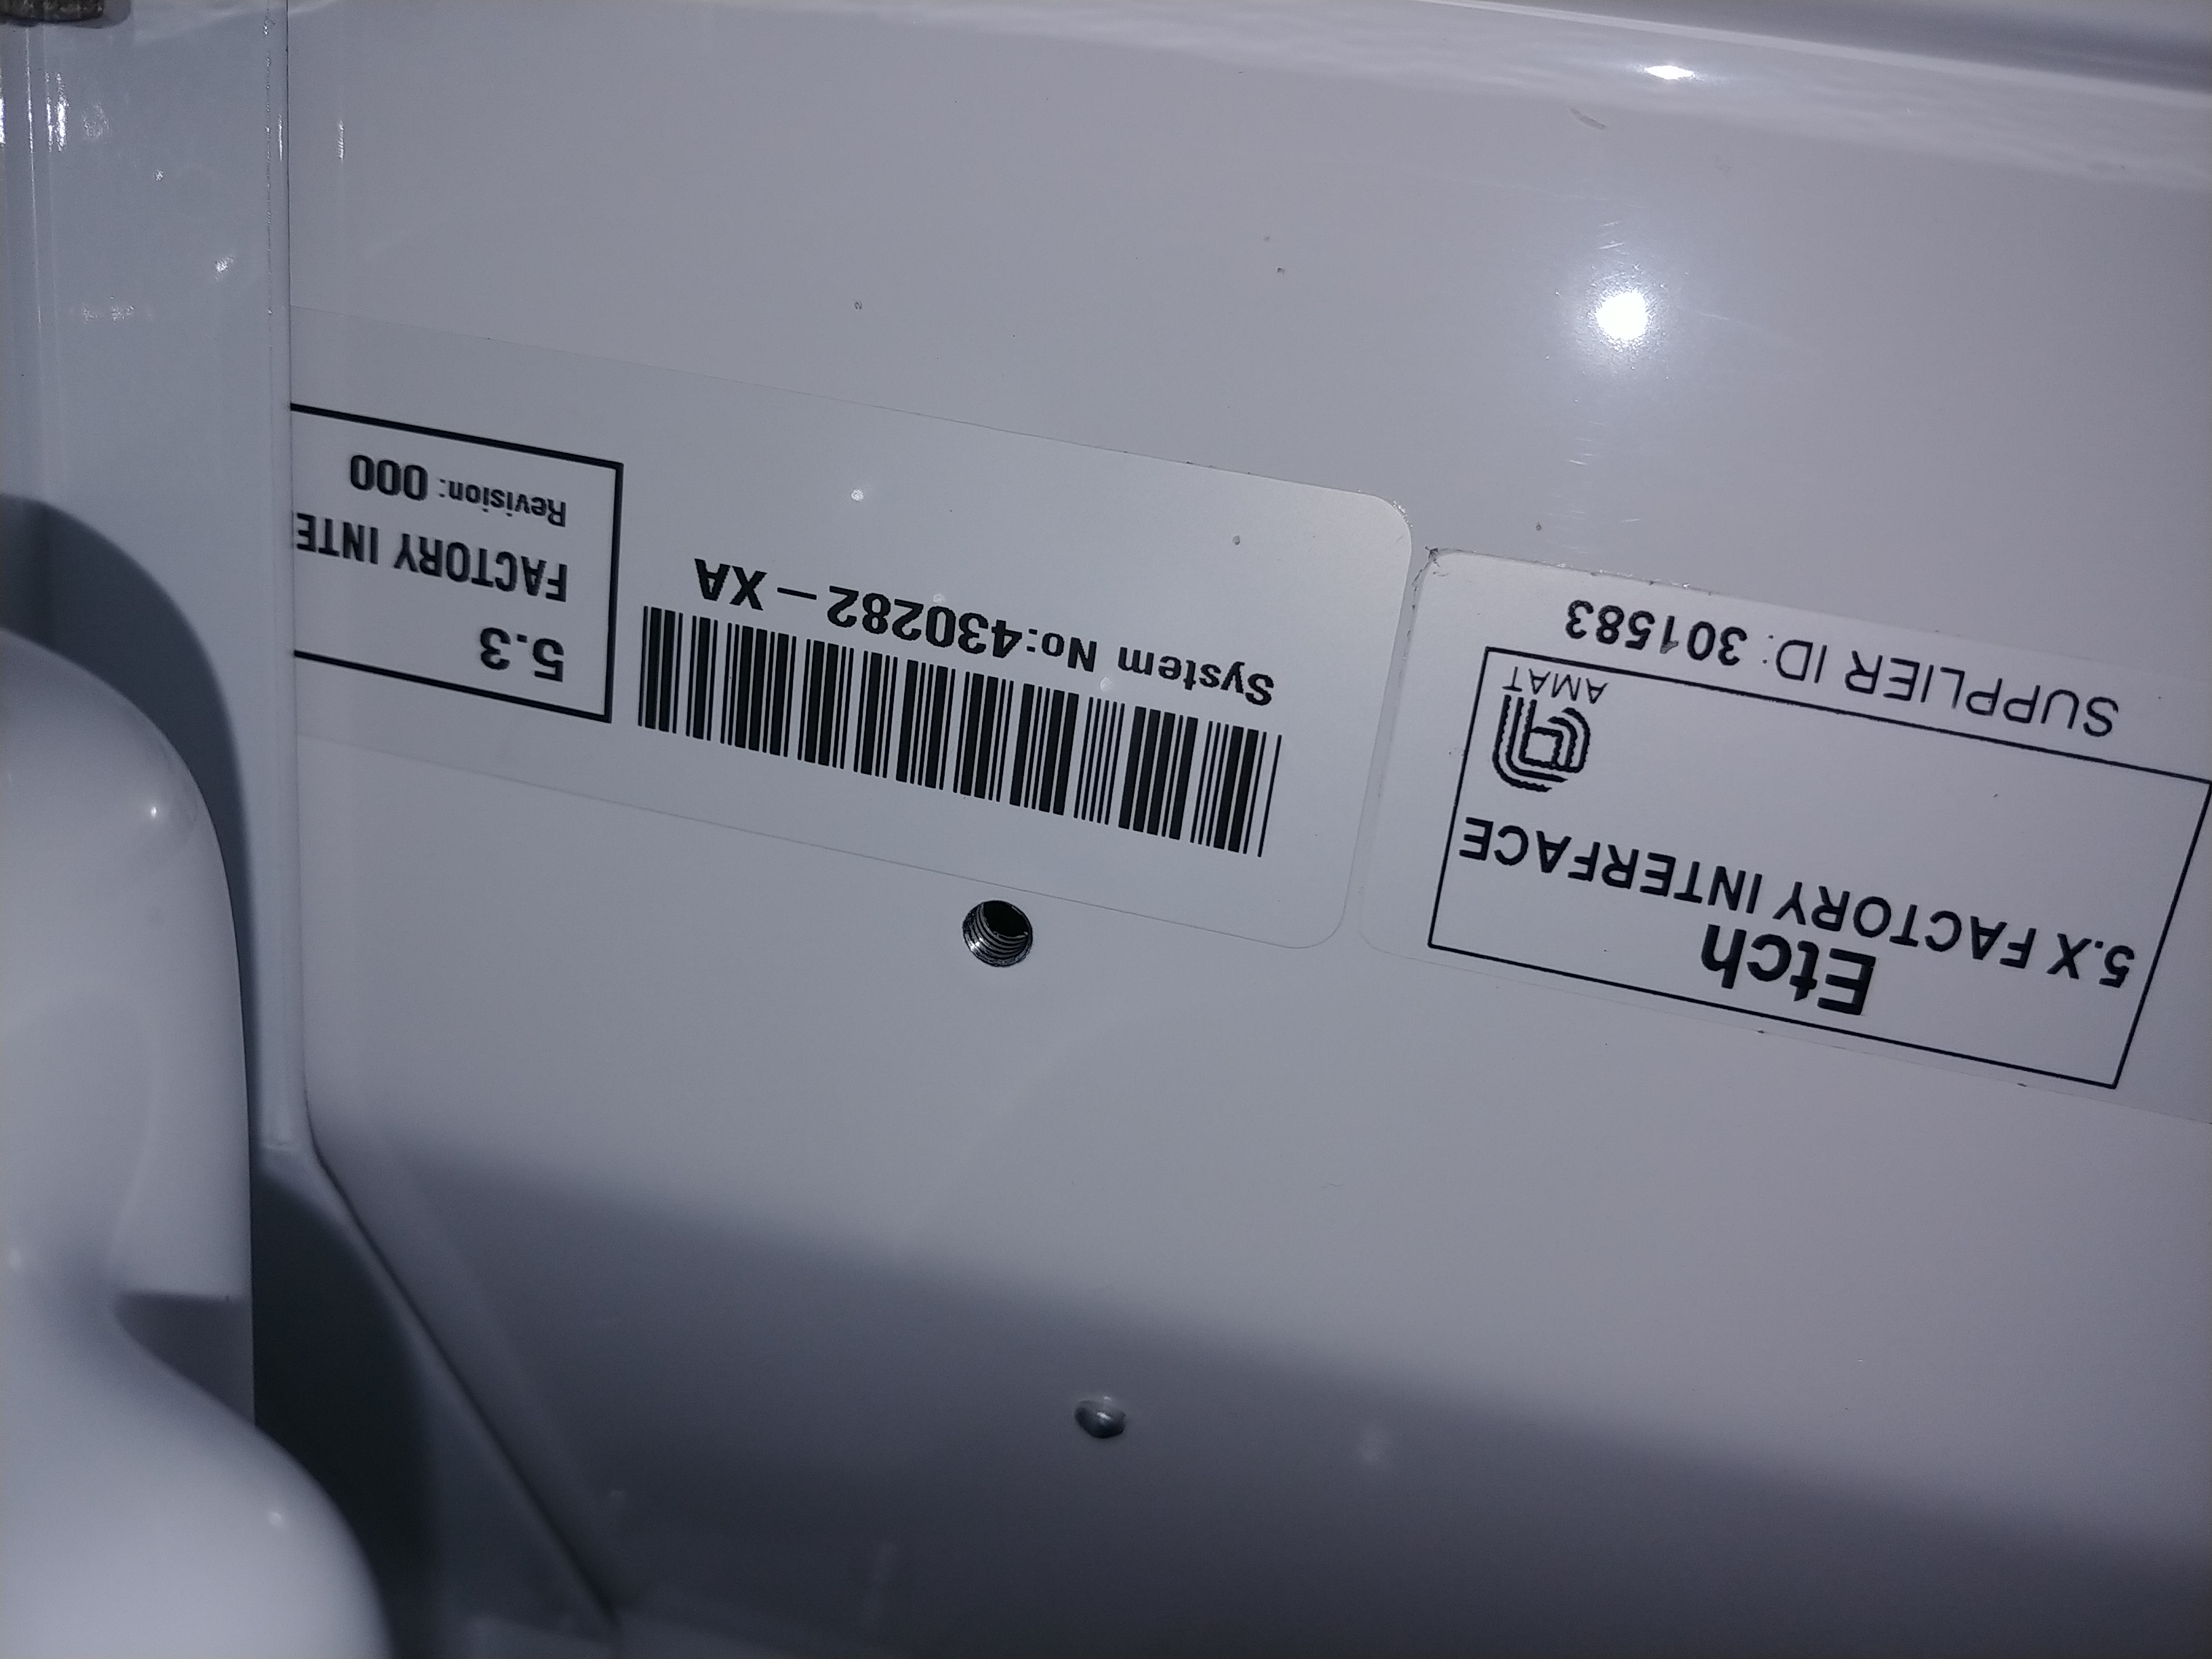 Etch
5.X FACTORY INTERFACE
AMAT
SUPPLIER ID: 301583
System No:430282-XA
5.3
FACTORY INTE
Revision: 000